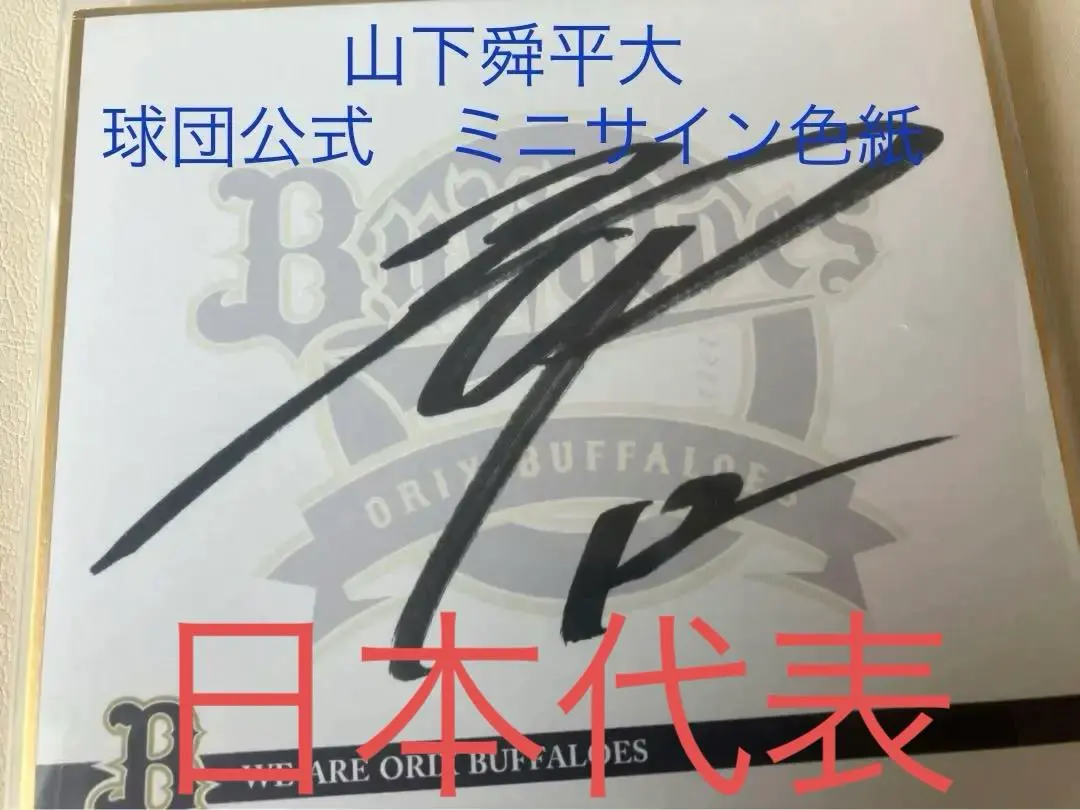 山下舜平大
球団公式　ミニサイン色紙
Buffaloes
ORIX BUFFALOES
12
日本代表
B WE ARE ORIX BUFFALOES